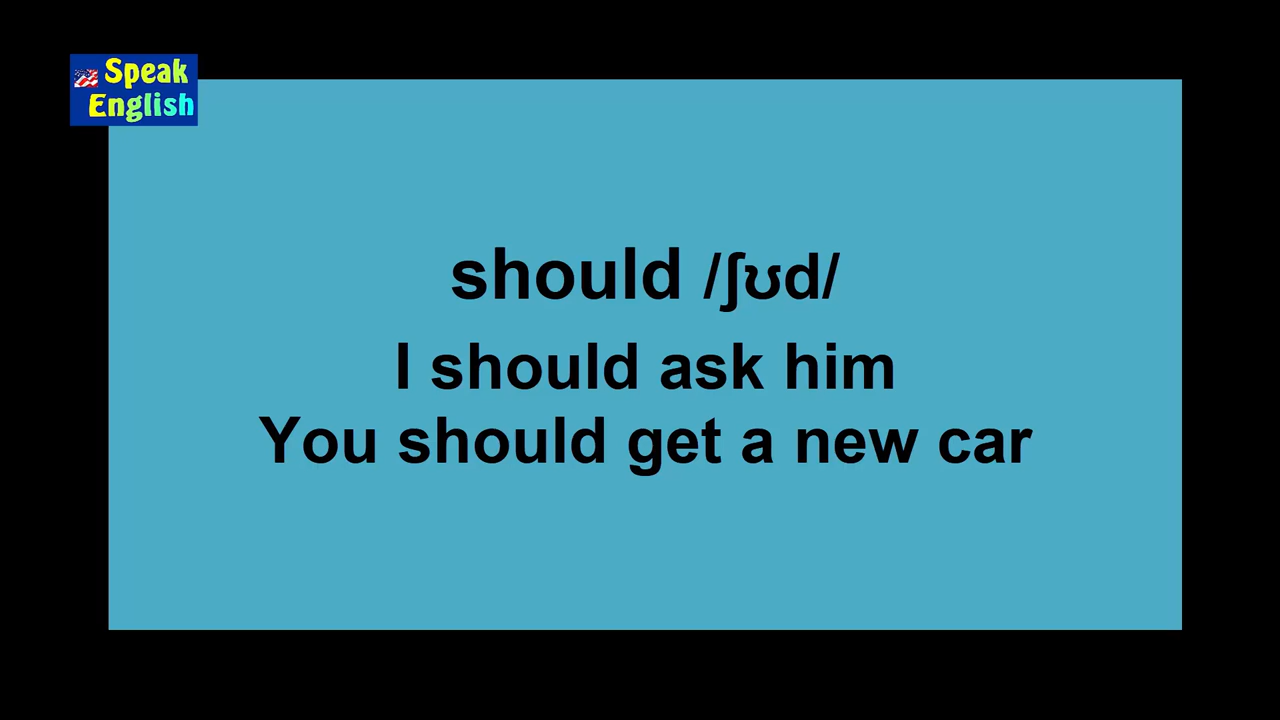 Speak
English
should /ʃʊd/
I should ask him
You should get a new car